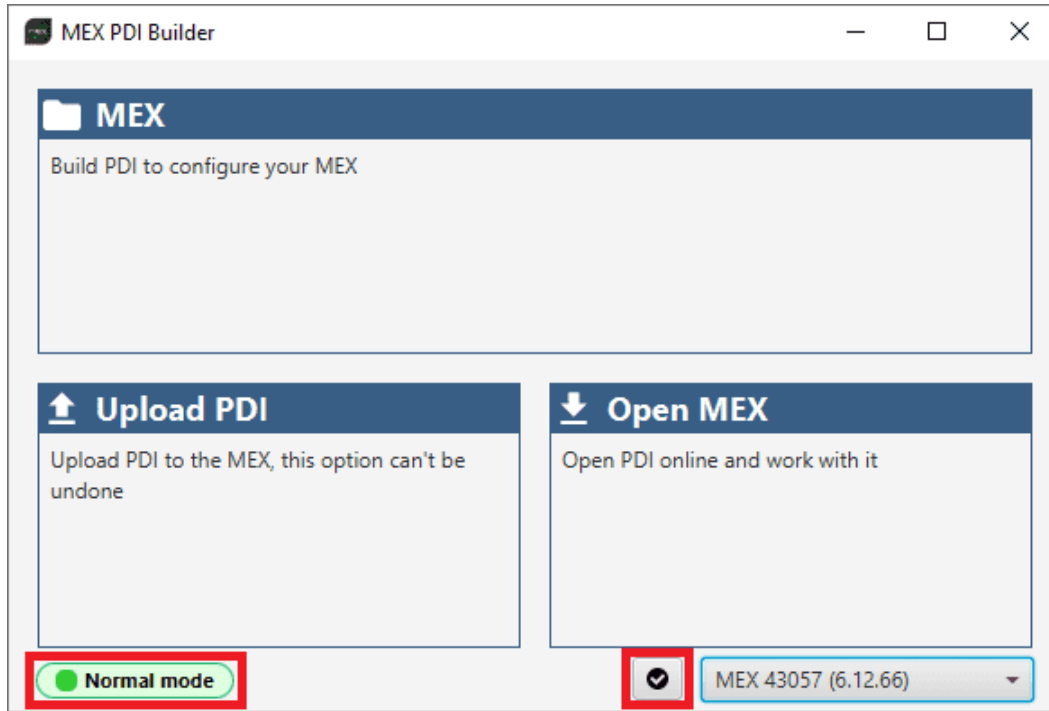 MEX PDI Builder
MEX
Build PDI to configure your MEX
Upload PDI
Upload PDI to the MEX, this option can't be
undone
Open MEX
Open PDI online and work with it
Normal mode
MEX 43057 (6.12.66)